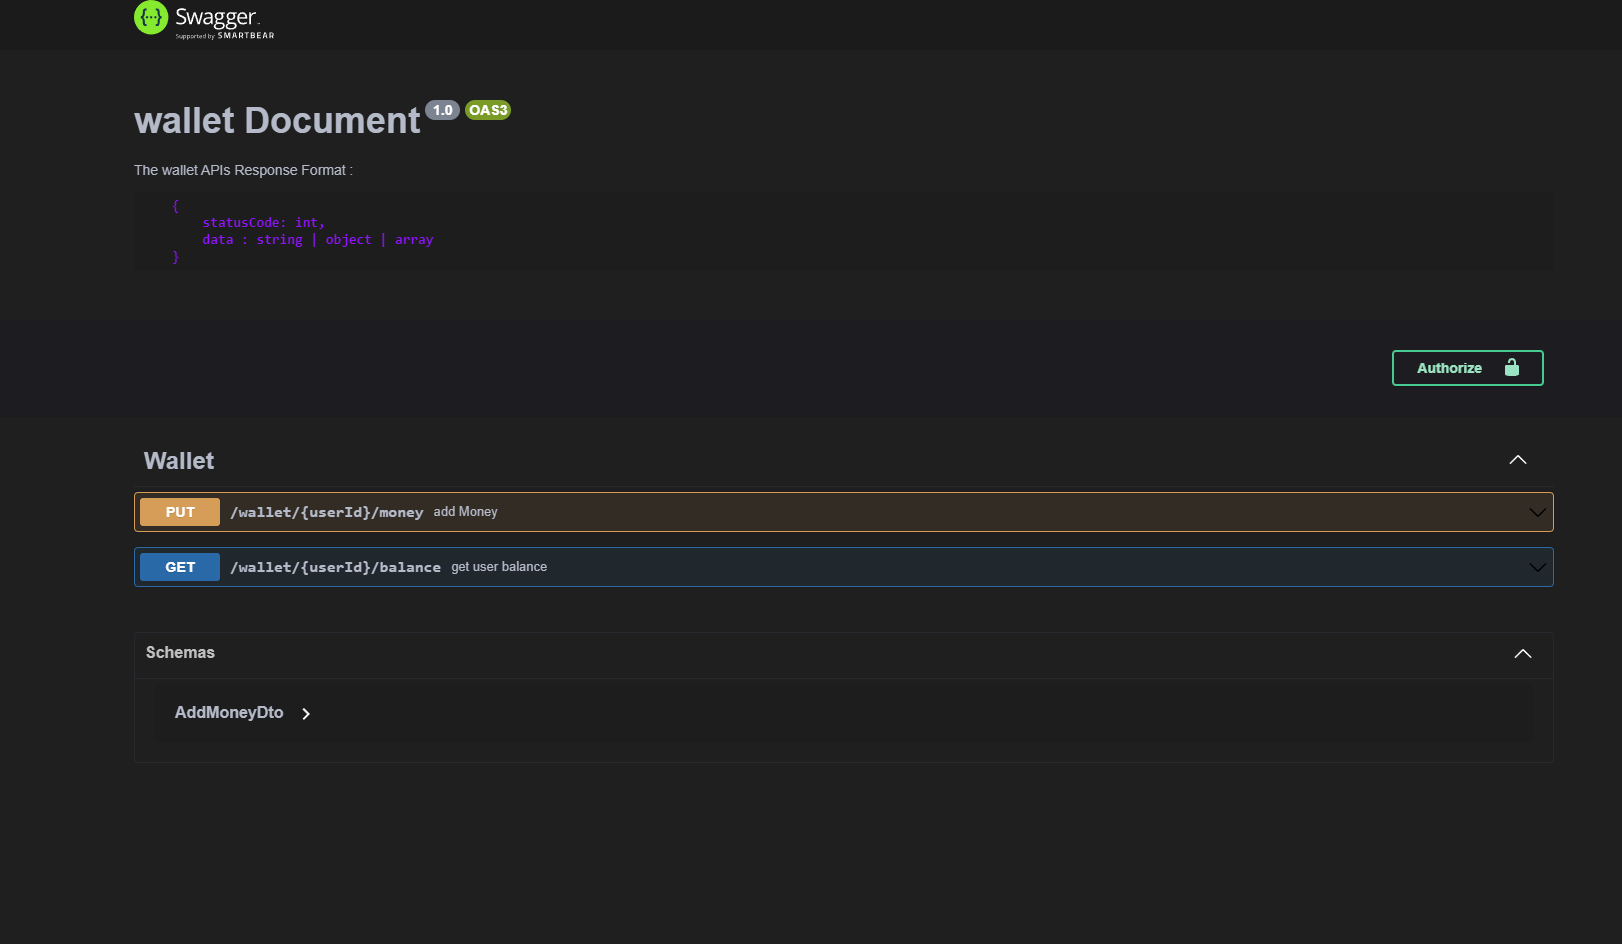 Swagger
Supported by SMARTBEAR
wallet Document 1.0 OAS3
The wallet APIs Response Format :
{
    statusCode: int,
    data : string | object | array
}
Authorize
Wallet
PUT /wallet/{userId}/money add Money
GET /wallet/{userId}/balance get user balance
Schemas
AddMoneyDto